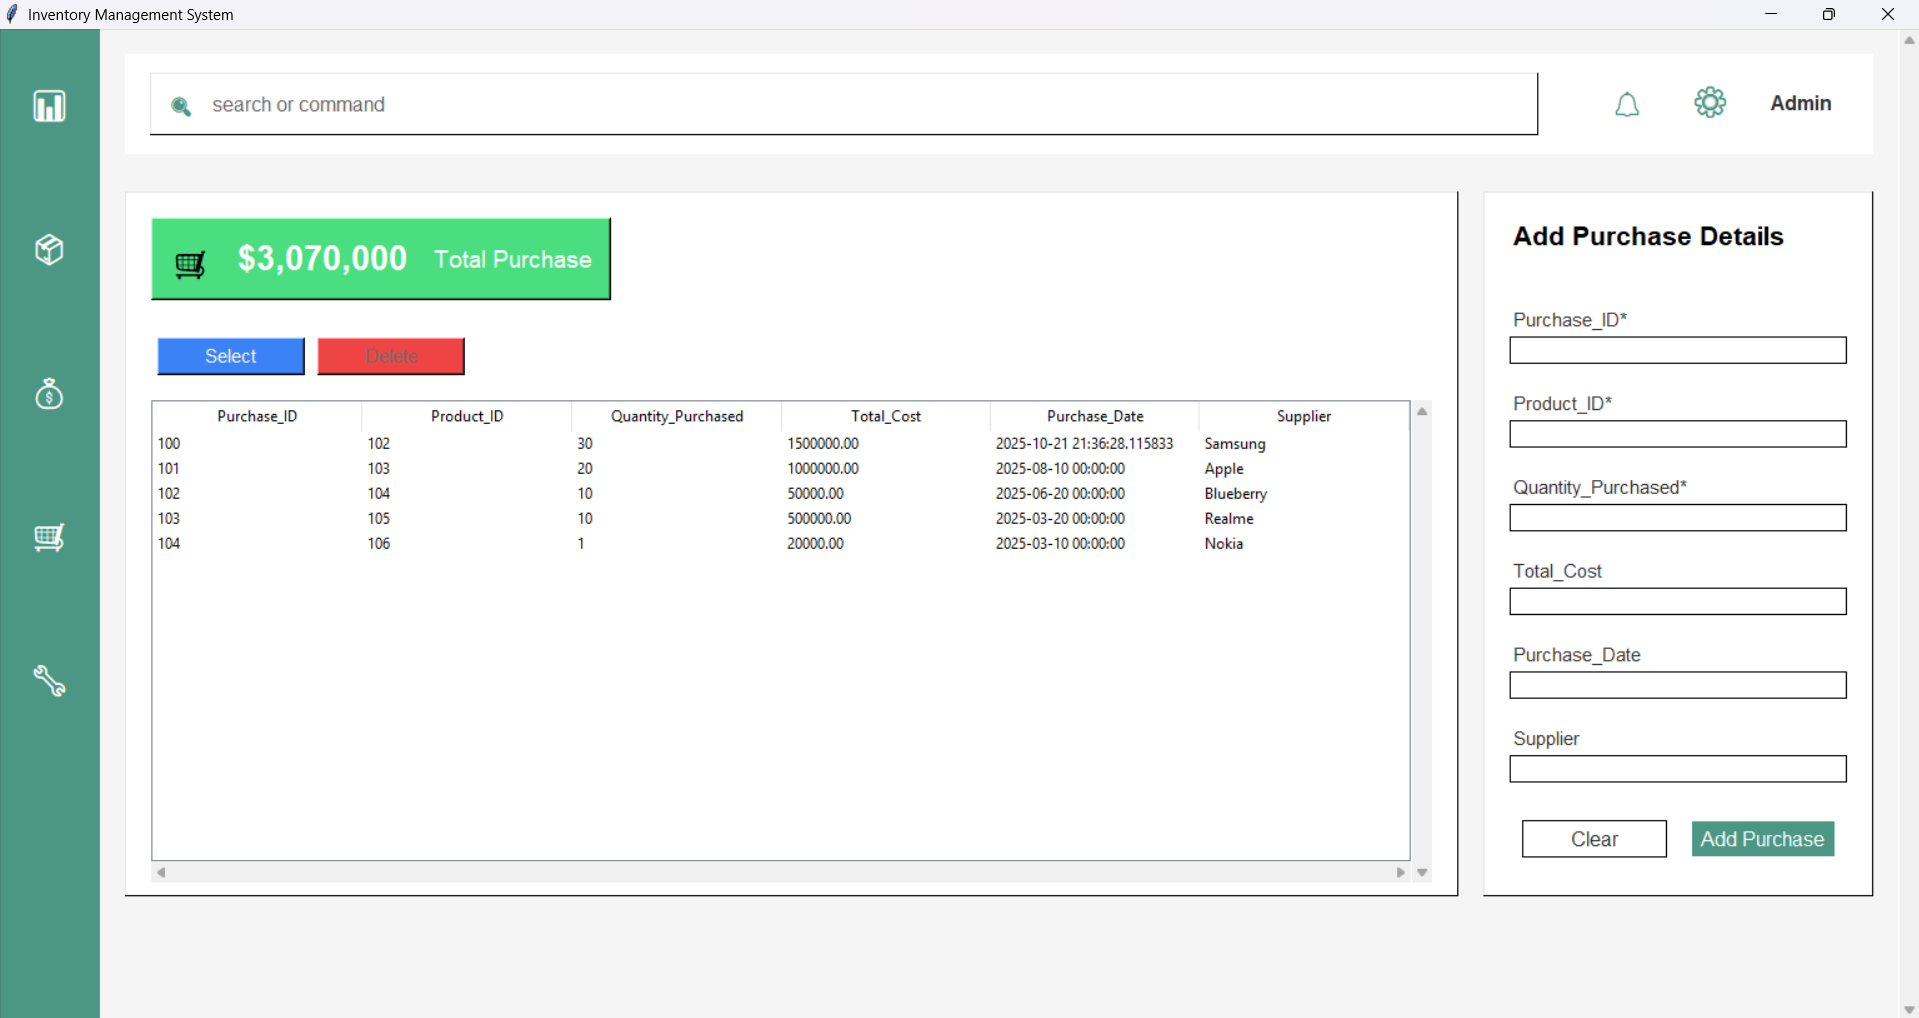 Inventory Management System
search or command
Admin
$3,070,000 Total Purchase
Select Delete
Purchase_ID Product_ID Quantity_Purchased Total_Cost Purchase_Date Supplier
100 102 30 1500000.00 2025-10-21 21:36:28.115833 Samsung
101 103 20 1000000.00 2025-08-10 00:00:00 Apple
102 104 10 50000.00 2025-06-20 00:00:00 Blueberry
103 105 10 500000.00 2025-03-20 00:00:00 Realme
104 106 1 20000.00 2025-03-10 00:00:00 Nokia
Add Purchase Details
Purchase_ID*
Product_ID*
Quantity_Purchased*
Total_Cost
Purchase_Date
Supplier
Clear Add Purchase